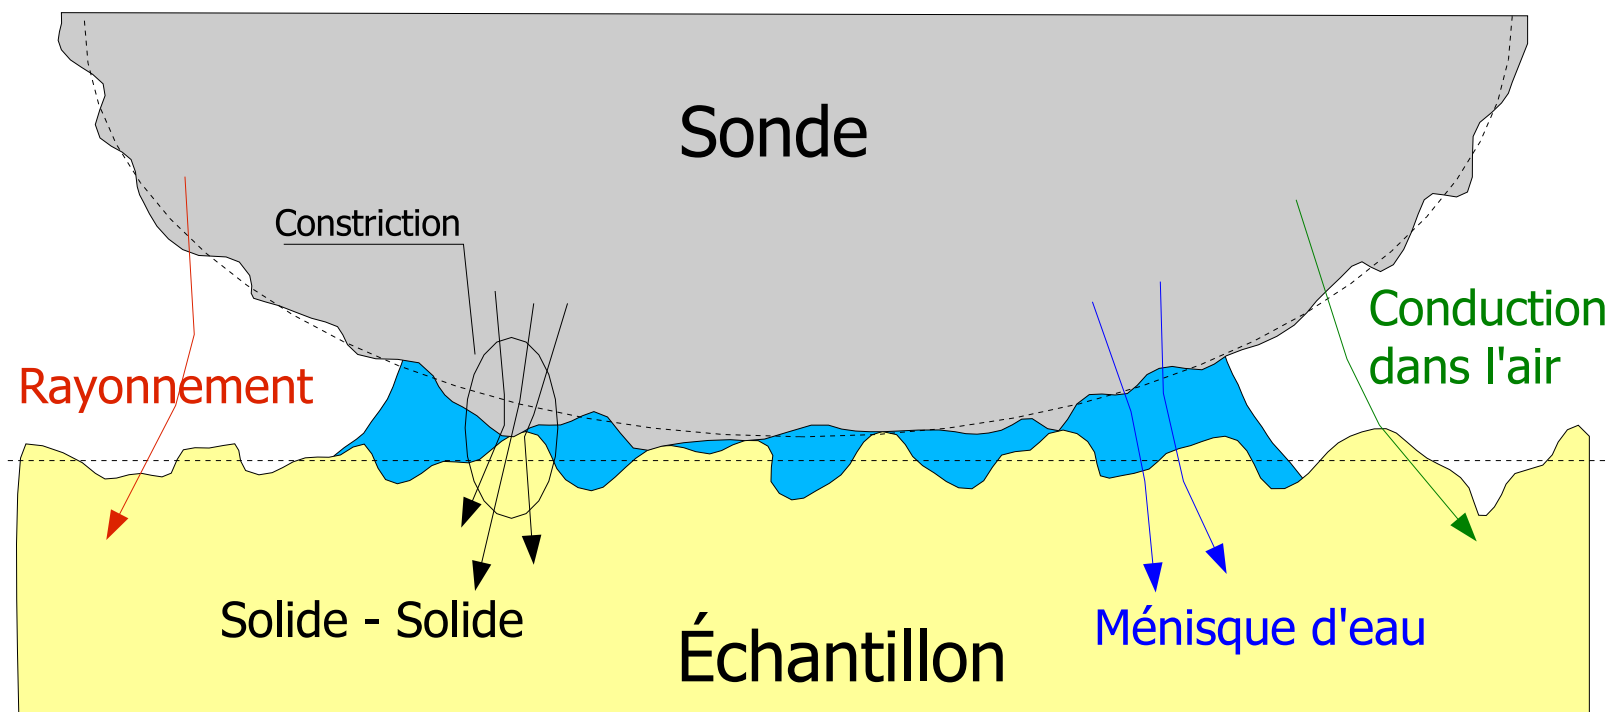 Sonde
Constriction
Conduction
dans l'air
Rayonnement
Solide - Solide
Ménisque d'eau
Échantillon